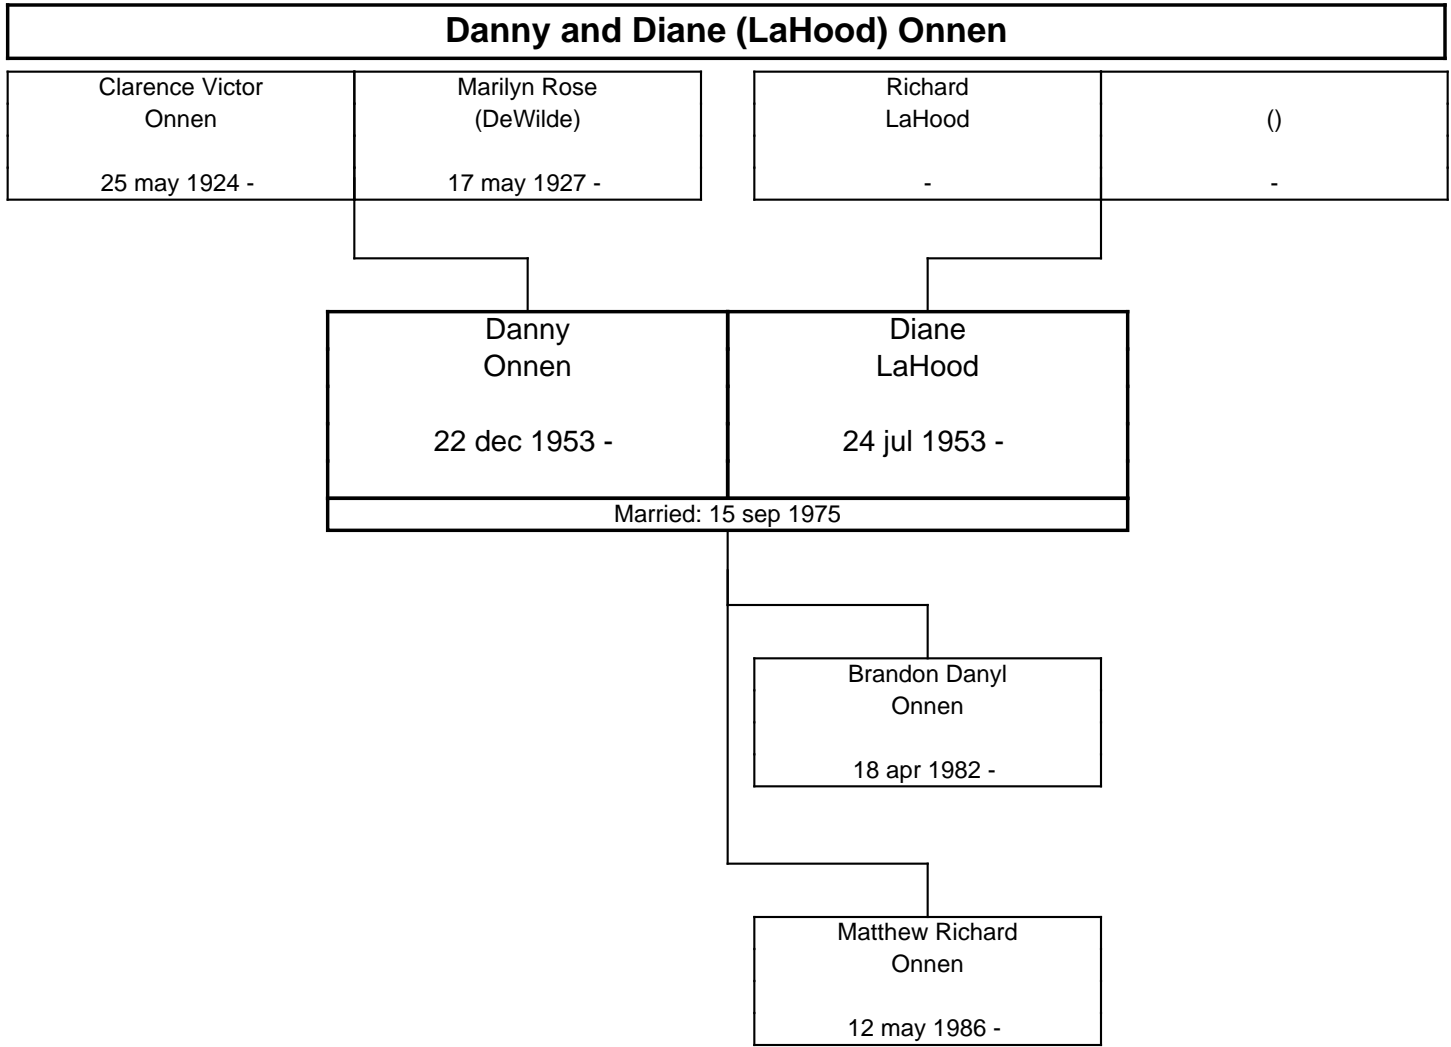 Danny and Diane (LaHood) Onnen
Clarence Victor
Onnen
25 may 1924 -
Marilyn Rose
(DeWilde)
17 may 1927 -
Richard
LaHood
-
()
-
Danny
Onnen
22 dec 1953 -
Diane
LaHood
24 jul 1953 -
Married: 15 sep 1975
Brandon Danyl
Onnen
18 apr 1982 -
Matthew Richard
Onnen
12 may 1986 -